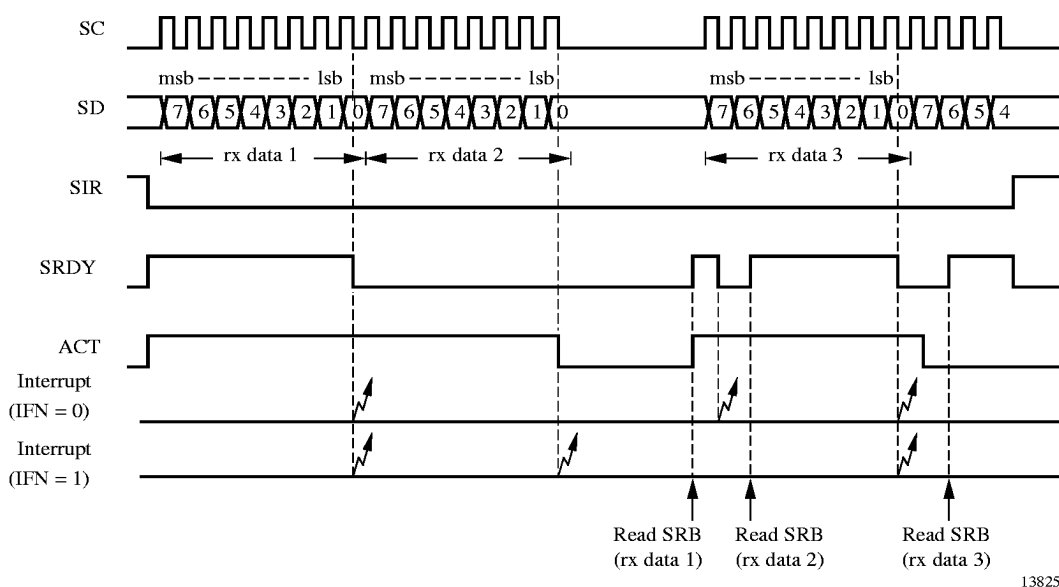 SC
msb lsb msb lsb msb lsb
SD 7 6 5 4 3 2 1 0 7 6 5 4 3 2 1 0 7 6 5 4 3 2 1 0 7 6 5 4
rx data 1 rx data 2 rx data 3
SIR
SRDY
ACT
Interrupt
(IFN = 0)
Interrupt
(IFN = 1)
Read SRB
(rx data 1)
Read SRB
(rx data 2)
Read SRB
(rx data 3)
13825